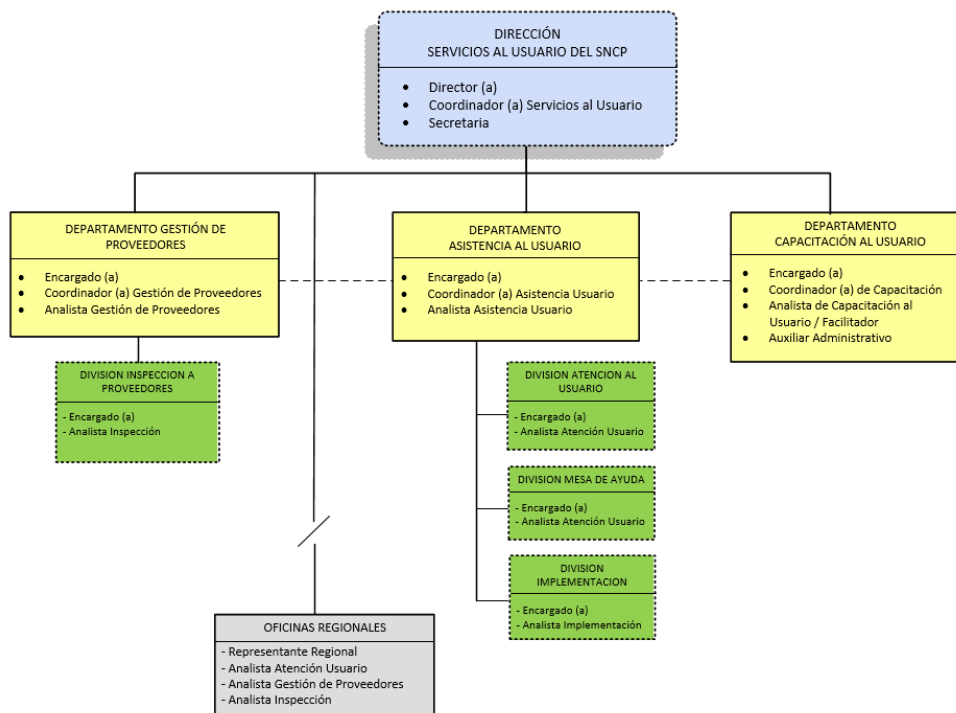 DIRECCIÓN
SERVICIOS AL USUARIO DEL SNCP
• Director (a)
• Coordinador (a) Servicios al Usuario
• Secretaria
DEPARTAMENTO GESTIÓN DE
PROVEEDORES
• Encargado (a)
• Coordinador (a) Gestión de Proveedores
• Analista Gestión de Proveedores
DEPARTAMENTO
ASISTENCIA AL USUARIO
• Encargado (a)
• Coordinador (a) Asistencia Usuario
• Analista Asistencia Usuario
DEPARTAMENTO
CAPACITACIÓN AL USUARIO
• Encargado (a)
• Coordinador (a) de Capacitación
• Analista de Capacitación al
Usuario / Facilitador
• Auxiliar Administrativo
DIVISION INSPECCION A
PROVEEDORES
- Encargado (a)
- Analista Inspección
DIVISION ATENCION AL
USUARIO
- Encargado (a)
- Analista Atención Usuario
DIVISION MESA DE AYUDA
- Encargado (a)
- Analista Atención Usuario
DIVISION
IMPLEMENTACION
- Encargado (a)
- Analista Implementación
OFICINAS REGIONALES
- Representante Regional
- Analista Atención Usuario
- Analista Gestión de Proveedores
- Analista Inspección